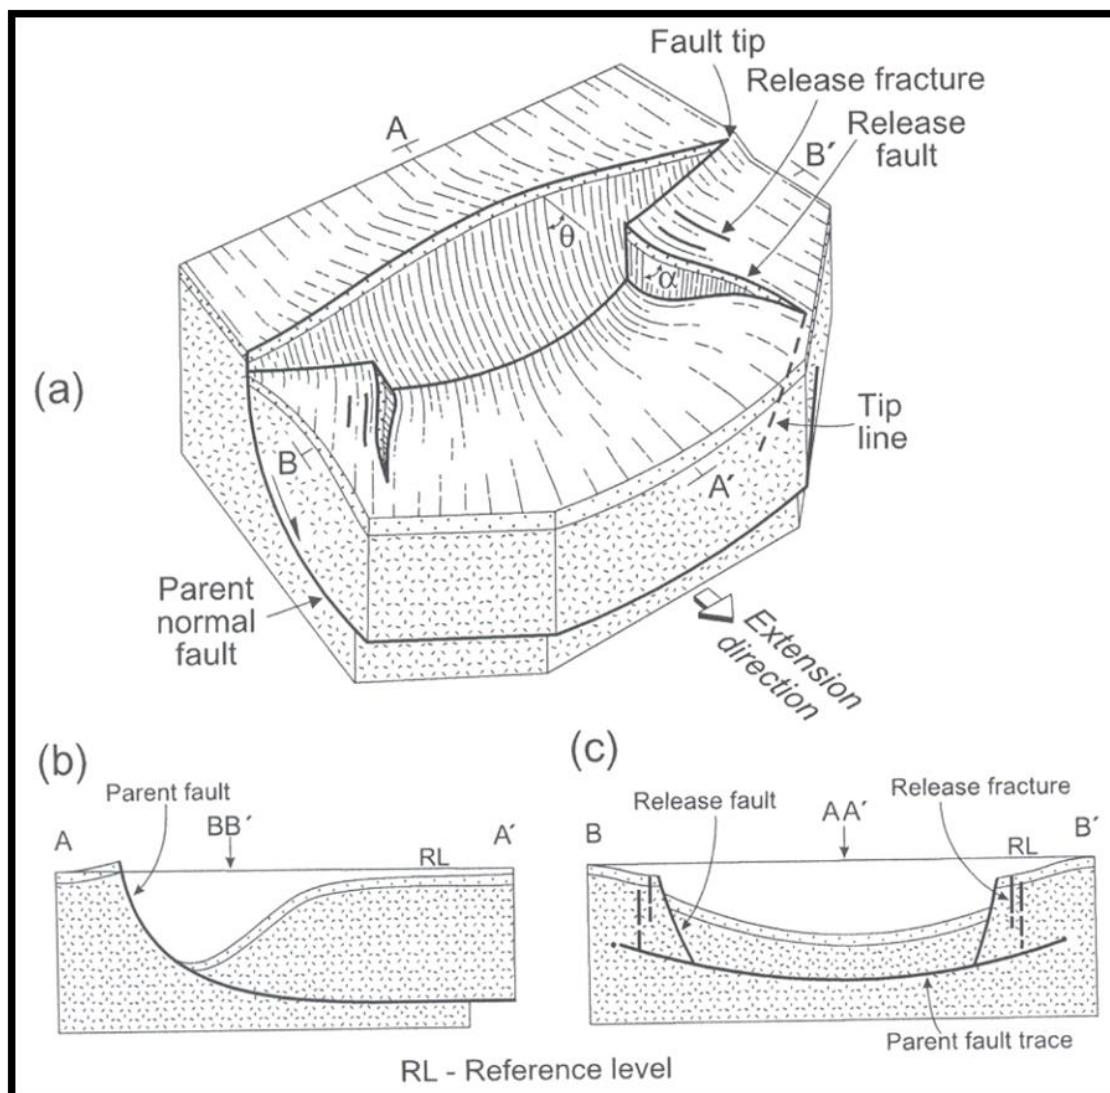 Fault tip
Release fracture
Release
fault
A
B′
θ
α
(a)
B
A′
Tip
line
Parent
normal
fault
Extension
direction
(b)
Parent fault
A
BB′
RL
A′
(c)
Release fault
Release fracture
B
AA′
RL
B′
Parent fault trace
RL - Reference level